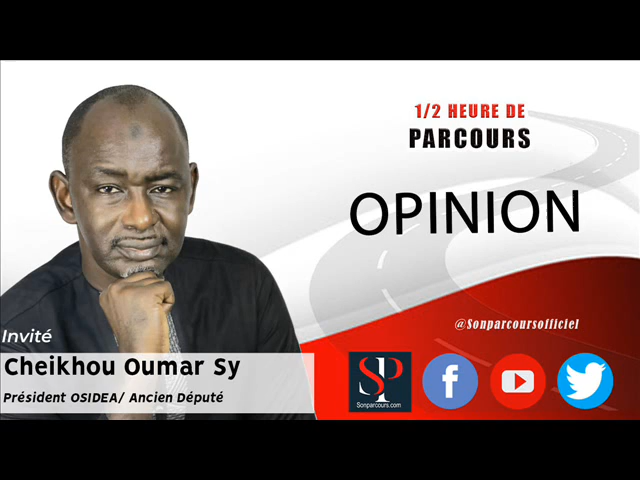 1/2 HEURE DE
PARCOURS
OPINION
@Sonparcoursofficiel
Invité
Cheikhou Oumar Sy
Président OSIDEA/ Ancien Député
SP
Sonparcours.com